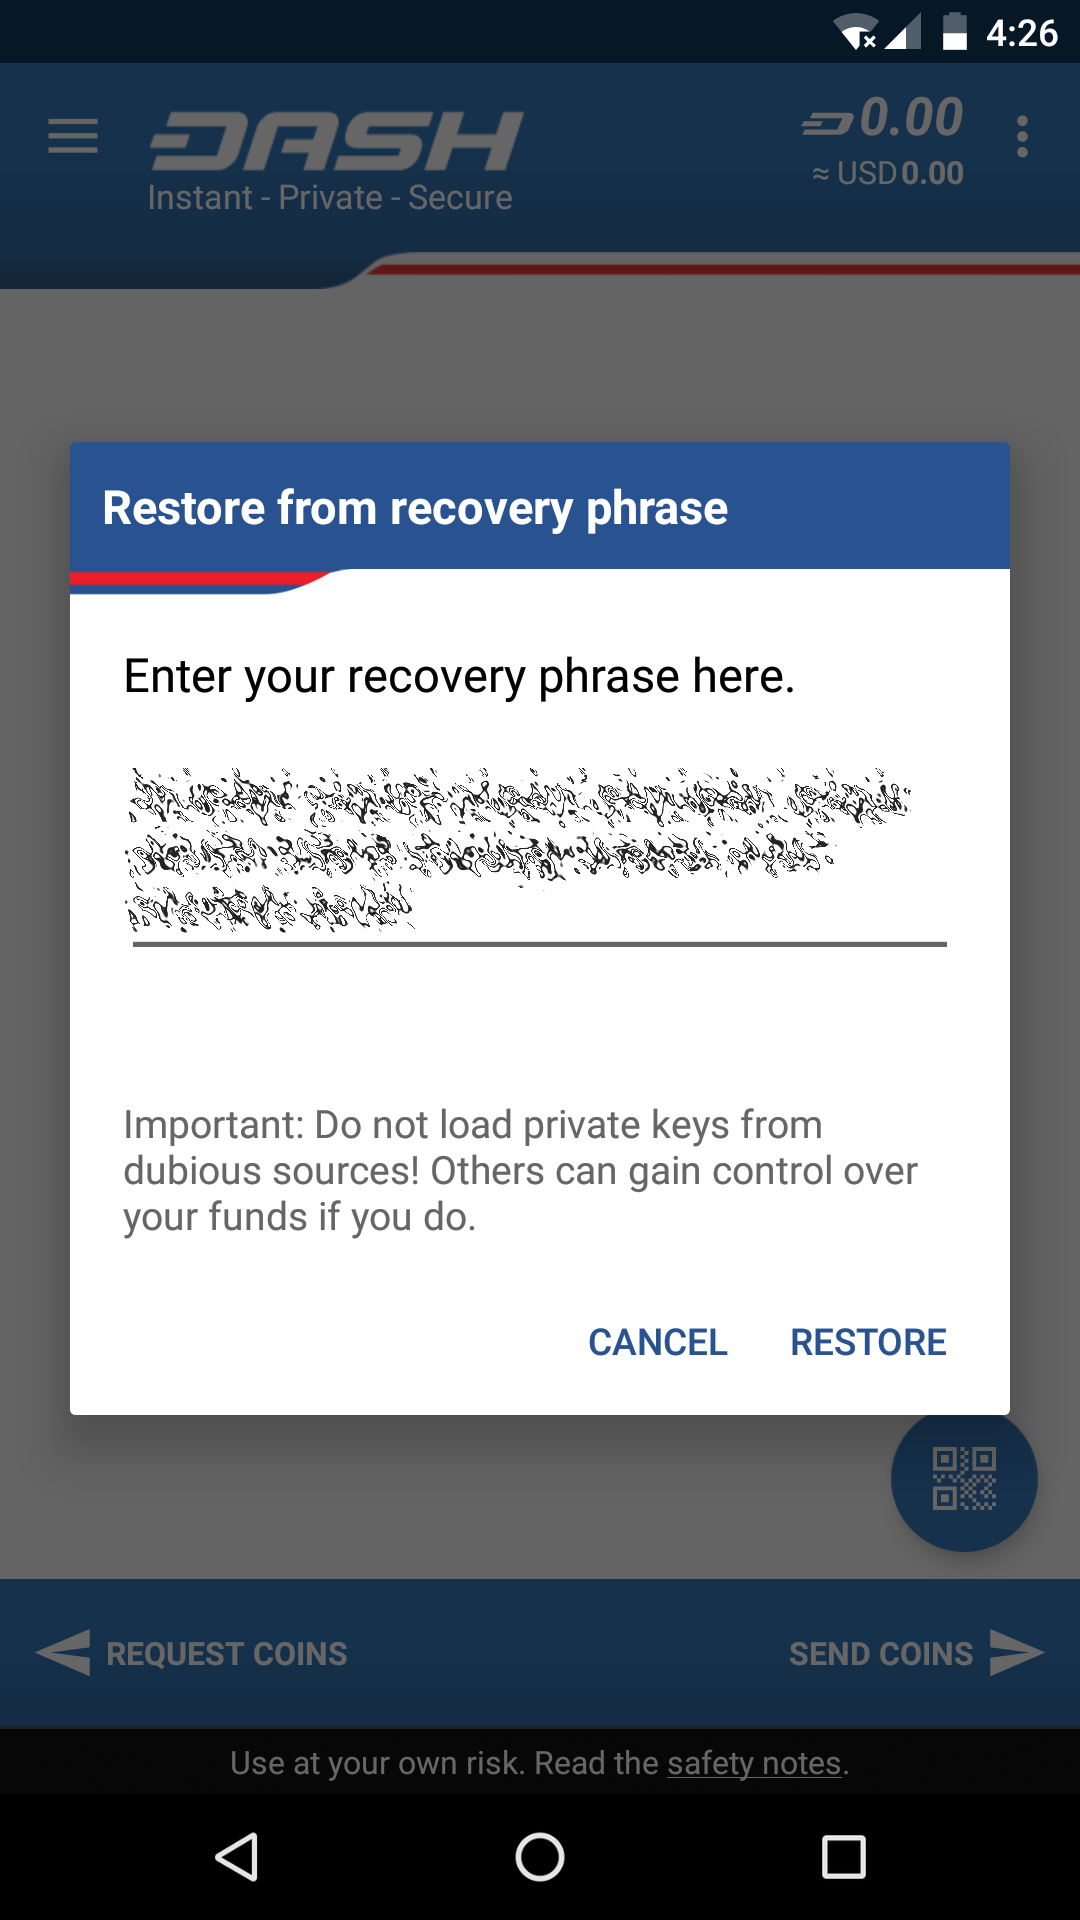 4:26
DASH
Instant - Private - Secure
0.00
≈ USD 0.00
Restore from recovery phrase
Enter your recovery phrase here.
Important: Do not load private keys from
dubious sources! Others can gain control over
your funds if you do.
CANCEL RESTORE
REQUEST COINS SEND COINS
Use at your own risk. Read the safety notes.